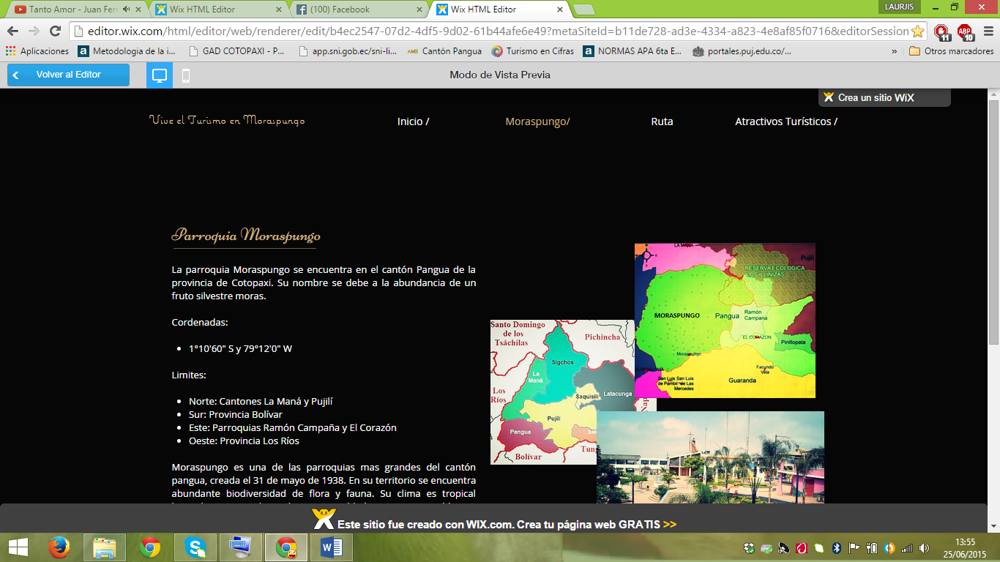 Tanto Amor - Juan Fer
Wix HTML Editor
(100) Facebook
Wix HTML Editor
LAURJIS
editor.wix.com/html/editor/web/renderer/edit/b4ec2547-07d2-4df5-9d02-61b44afe6e49?metaSiteId=b11de728-ad3e-4334-a823-4e8af85f0716&editorSession
11
ABP
10
Aplicaciones
a Metodologia de la i...
GAD COTOPAXI - P...
app.sni.gob.ec/sni-li...
AME Cantón Pangua
Turismo en Cifras
a NORMAS APA 6ta E...
portales.puj.edu.co/...
»
Otros marcadores
Volver al Editor
Modo de Vista Previa
Crea un sitio WiX
Vive el Turismo en Moraspungo
Inicio /
Moraspungo/
Ruta
Atractivos Turísticos /
Parroquia Moraspungo
La parroquia Moraspungo se encuentra en el cantón Pangua de la
provincia de Cotopaxi. Su nombre se debe a la abundancia de un
fruto silvestre moras.
Cordenadas:
• 1°10'60" S y 79°12'0" W
Limites:
• Norte: Cantones La Maná y Pujilí
• Sur: Provincia Bolívar
• Este: Parroquias Ramón Campaña y El Corazón
• Oeste: Provincia Los Ríos
Moraspungo es una de las parroquias mas grandes del cantón
pangua, creada el 31 de mayo de 1938. En su territorio se encuentra
abundante biodiversidad de flora y fauna. Su clima es tropical
LA MANA
Pujili
RESERVA ECOLOGICA
LOS ILLINIZAS
MORASPUNGO
Pangua
Ramón
Campana
EL CORAZON
Pinllopata
Moraspungo
San Luis San Luis
de Pambil de Las
Mercedes
Facundo
Vela
Guaranda
Santo Domingo
de los
Tsáchilas
Pichincha
Sigchos
La
Maná
Los
Ríos
Saquisilí
Latacunga
Pujilí
Pangua
Sal
Nap
Bolívar
Tung
Este sitio fue creado con WIX.com. Crea tu página web GRATIS >>
13:55
25/06/2015